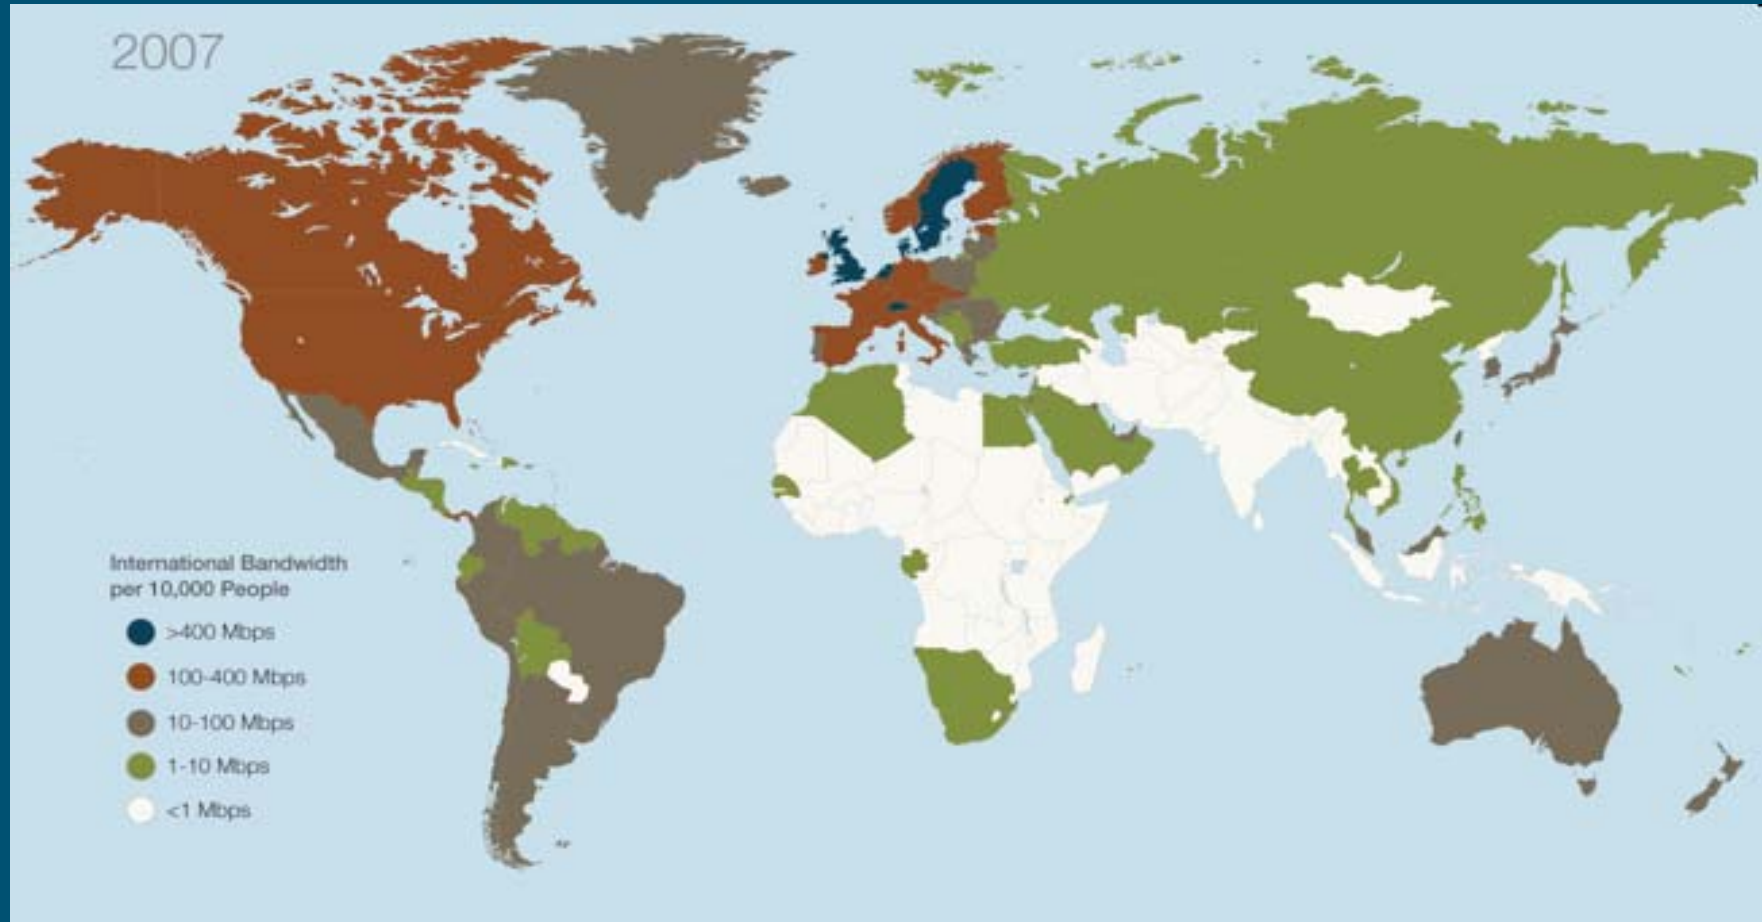 2007
International Bandwidth
per 10,000 People
>400 Mbps
100-400 Mbps
10-100 Mbps
1-10 Mbps
<1 Mbps